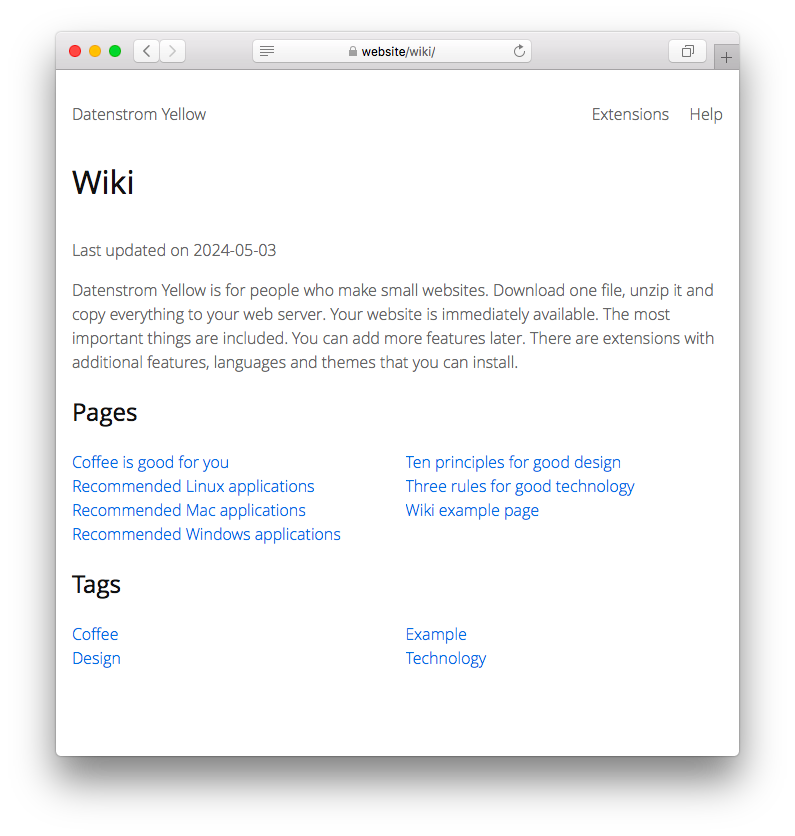 website/wiki/
Datenstrom Yellow
Extensions
Help
Wiki
Last updated on 2024-05-03
Datenstrom Yellow is for people who make small websites. Download one file, unzip it and
copy everything to your web server. Your website is immediately available. The most
important things are included. You can add more features later. There are extensions with
additional features, languages and themes that you can install.
Pages
Coffee is good for you
Recommended Linux applications
Recommended Mac applications
Recommended Windows applications
Ten principles for good design
Three rules for good technology
Wiki example page
Tags
Coffee
Design
Example
Technology